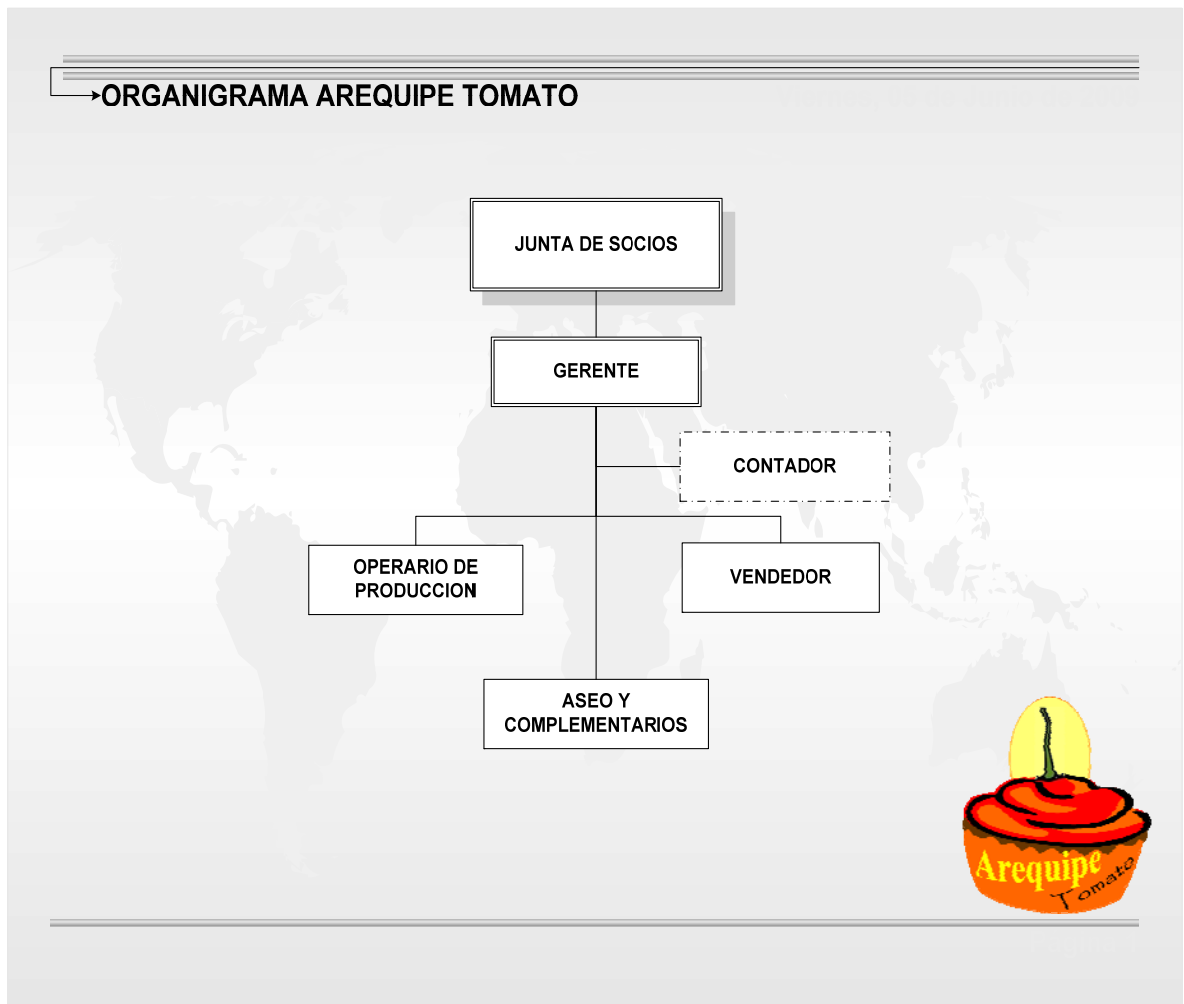 ORGANIGRAMA AREQUIPE TOMATO
JUNTA DE SOCIOS
GERENTE
CONTADOR
OPERARIO DE
PRODUCCION
VENDEDOR
ASEO Y
COMPLEMENTARIOS
Arequipe
Tomato